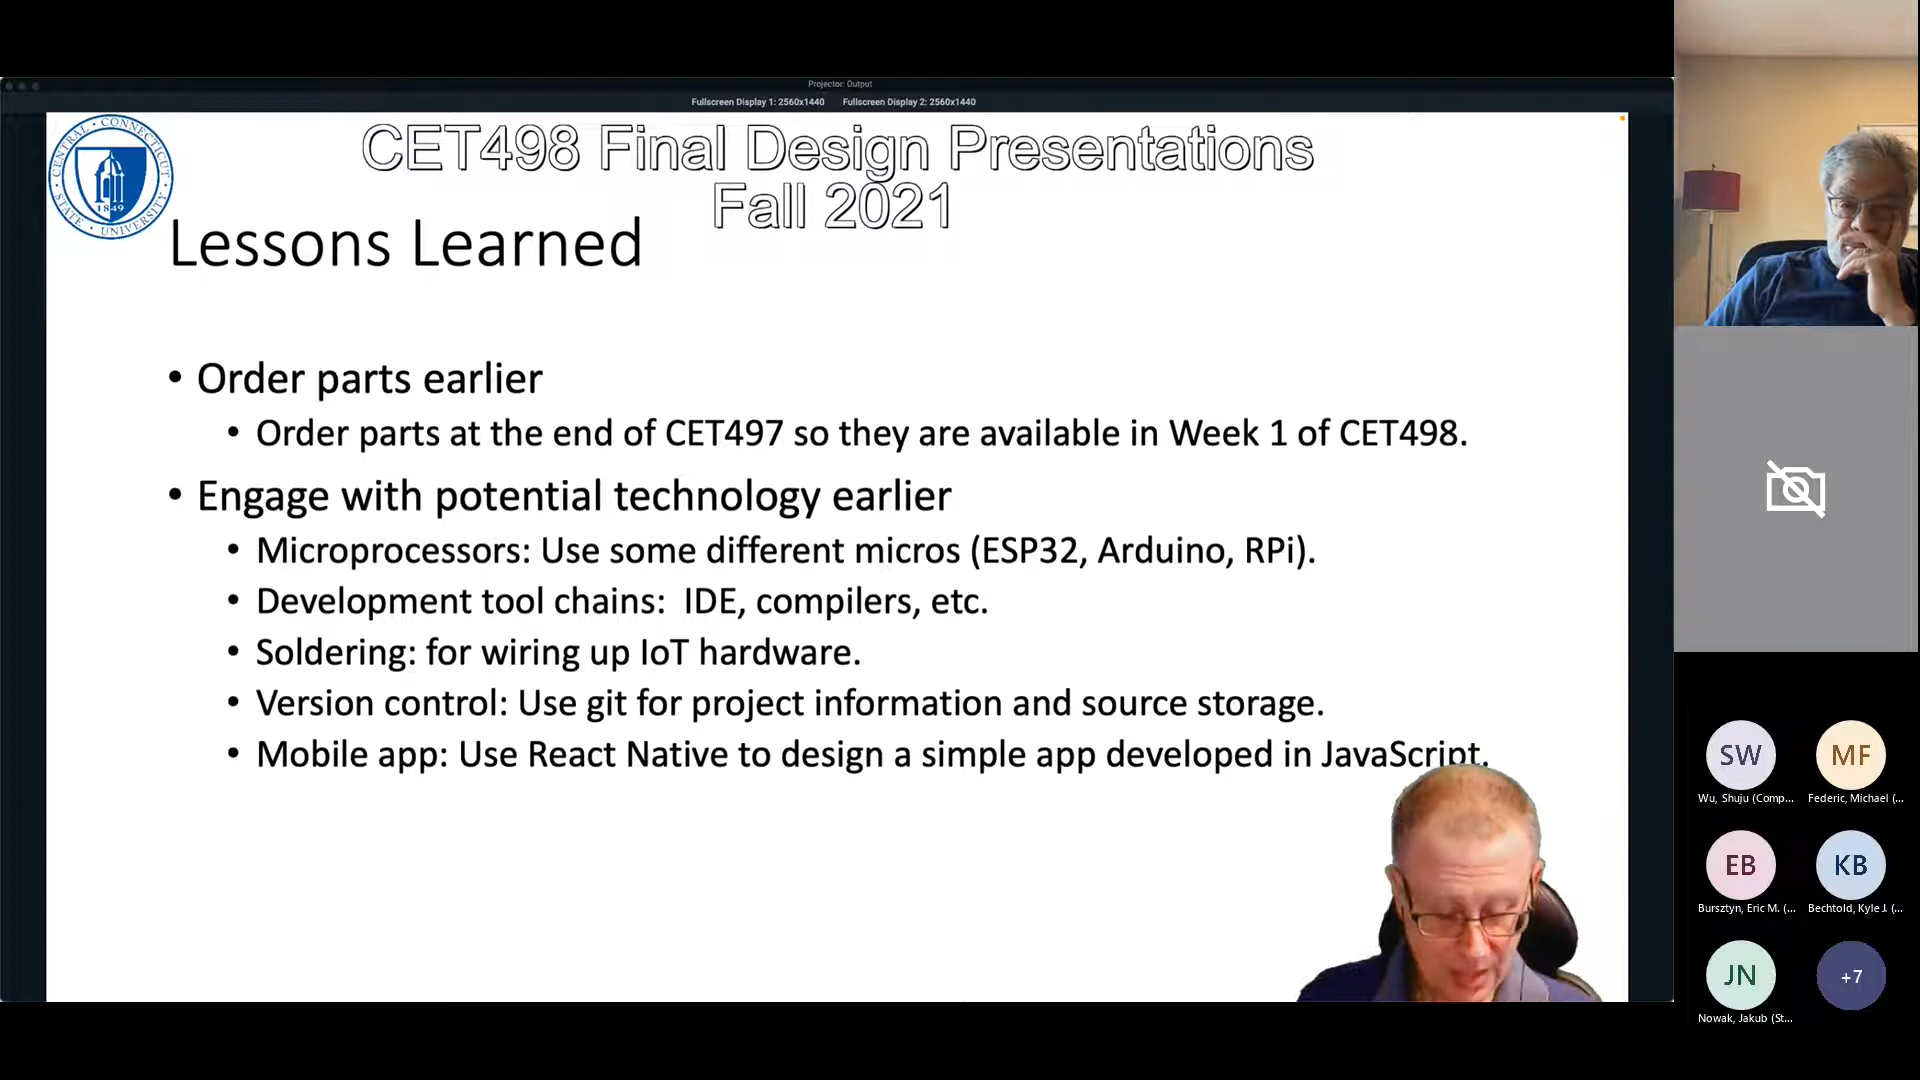 Projector: Output
Fullscreen Display 1: 2560x1440 Fullscreen Display 2: 2560x1440
CENTRAL CONNECTICUT STATE UNIVERSITY
1849
CET498 Final Design Presentations
Fall 2021
Lessons Learned
• Order parts earlier
• Order parts at the end of CET497 so they are available in Week 1 of CET498.
• Engage with potential technology earlier
• Microprocessors: Use some different micros (ESP32, Arduino, RPi).
• Development tool chains:  IDE, compilers, etc.
• Soldering: for wiring up IoT hardware.
• Version control: Use git for project information and source storage.
• Mobile app: Use React Native to design a simple app developed in JavaScript.
SW MF
Wu, Shuju (Comp... Federic, Michael (...
EB KB
Bursztyn, Eric M. (... Bechtold, Kyle J. (...
JN +7
Nowak, Jakub (St...